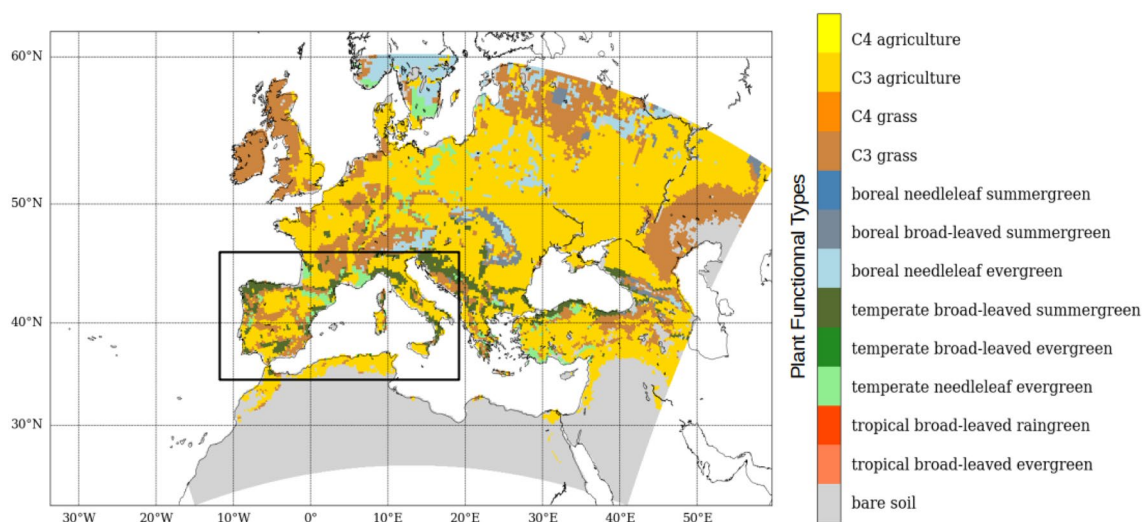 60°N
50°N
40°N
30°N
30°W
20°W
10°W
0°
10°E
20°E
30°E
40°E
50°E
Plant Functionnal Types
C4 agriculture
C3 agriculture
C4 grass
C3 grass
boreal needleleaf summergreen
boreal broad-leaved summergreen
boreal needleleaf evergreen
temperate broad-leaved summergreen
temperate broad-leaved evergreen
temperate needleleaf evergreen
tropical broad-leaved raingreen
tropical broad-leaved evergreen
bare soil